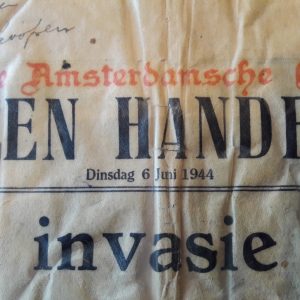 Amsterdamsche
EN HANDE
Dinsdag 6 Juni 1944
invasie